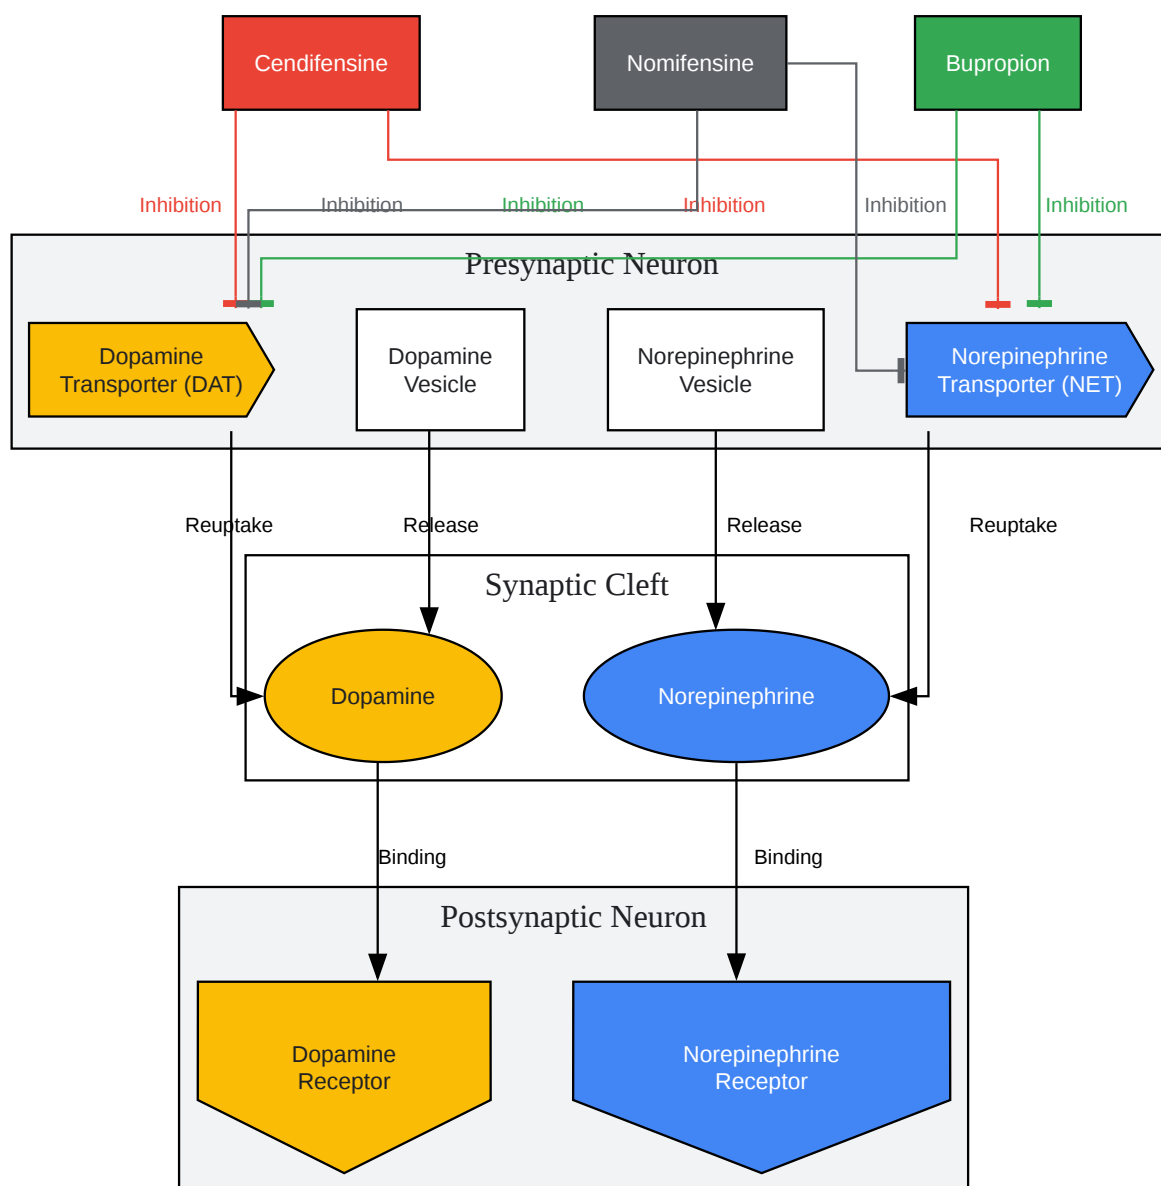 Cendifensine
Nomifensine
Bupropion
Inhibition
Inhibition
Inhibition
Inhibition
Inhibition
Inhibition
Presynaptic Neuron
Dopamine
Transporter (DAT)
Dopamine
Vesicle
Norepinephrine
Vesicle
Norepinephrine
Transporter (NET)
Reuptake
Release
Release
Reuptake
Synaptic Cleft
Dopamine
Norepinephrine
Binding
Binding
Postsynaptic Neuron
Dopamine
Receptor
Norepinephrine
Receptor